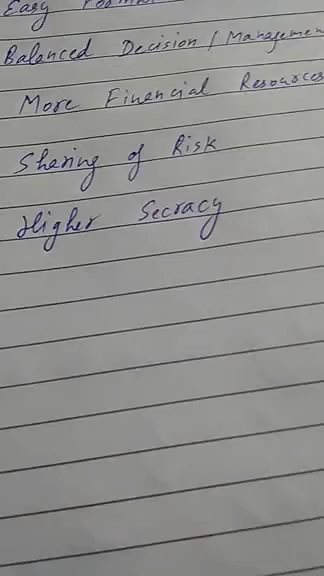 Easy
Balanced Decision / Managemen
More Financial Resources
Sharing of Risk
Higher Secracy